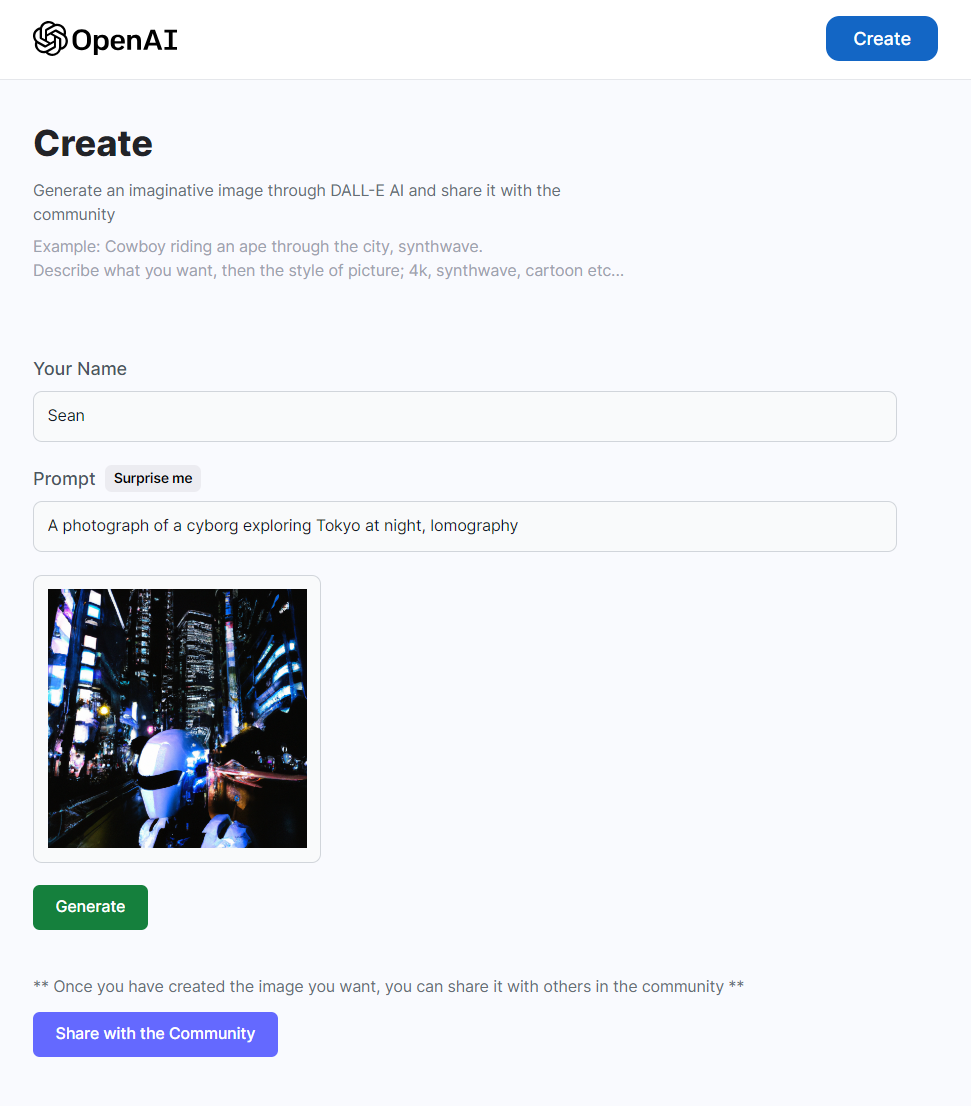 OpenAI
Create
Create
Generate an imaginative image through DALL-E AI and share it with the
community
Example: Cowboy riding an ape through the city, synthwave.
Describe what you want, then the style of picture; 4k, synthwave, cartoon etc...
Your Name
Sean
Prompt Surprise me
A photograph of a cyborg exploring Tokyo at night, lomography
Generate
** Once you have created the image you want, you can share it with others in the community **
Share with the Community